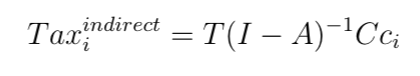 $Tax_i^{indirect} = T(I - A)^{-1}Cc_i$